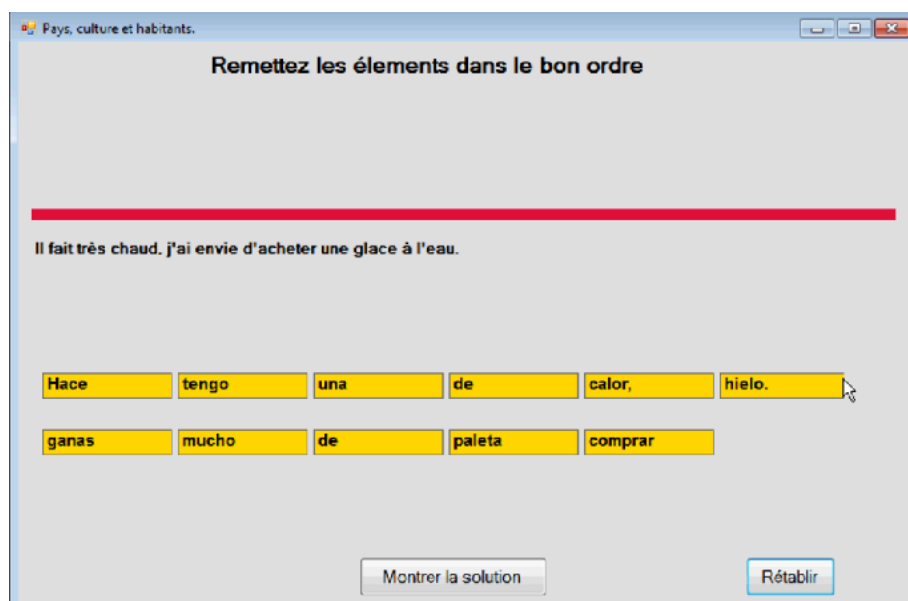 Pays, culture et habitants.
Remettez les élements dans le bon ordre
Il fait très chaud, j'ai envie d'acheter une glace à l'eau.
Hace tengo una de calor, hielo.
ganas mucho de paleta comprar
Montrer la solution Rétablir